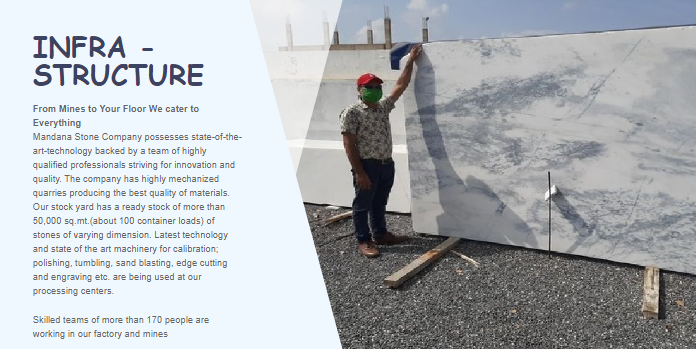 INFRA -
STRUCTURE
From Mines to Your Floor We cater to
Everything
Mandana Stone Company possesses state-of-the-
art-technology backed by a team of highly
qualified professionals striving for innovation and
quality. The company has highly mechanized
quarries producing the best quality of materials.
Our stock yard has a ready stock of more than
50,000 sq.mt.(about 100 container loads) of
stones of varying dimension. Latest technology
and state of the art machinery for calibration;
polishing, tumbling, sand blasting, edge cutting
and engraving etc. are being used at our
processing centers.
Skilled teams of more than 170 people are
working in our factory and mines